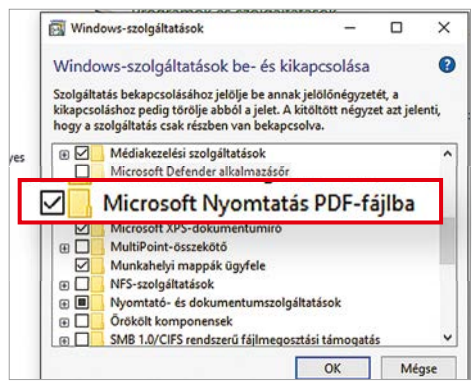 Windows-szolgáltatások
Windows-szolgáltatások be- és kikapcsolása
Szolgáltatás bekapcsolásához jelölje be annak jelölőnégyzetét, a
kikapcsoláshoz pedig törölje abból a jelet. A kitöltött négyzet azt jelenti,
hogy a szolgáltatás csak részben van bekapcsolva.
yes
Médiakezelési szolgáltatások
Microsoft Defender alkalmazásőr
Microsoft Nyomtatás PDF-fájlba
Microsoft XPS-dokumentumíró
MultiPoint-összekötő
Munkahelyi mappák ügyfele
NFS-szolgáltatások
Nyomtató- és dokumentumszolgáltatások
Örökölt komponensek
SMB 1.0/CIFS rendszerű fájlmegosztási támogatás
OK
Mégse